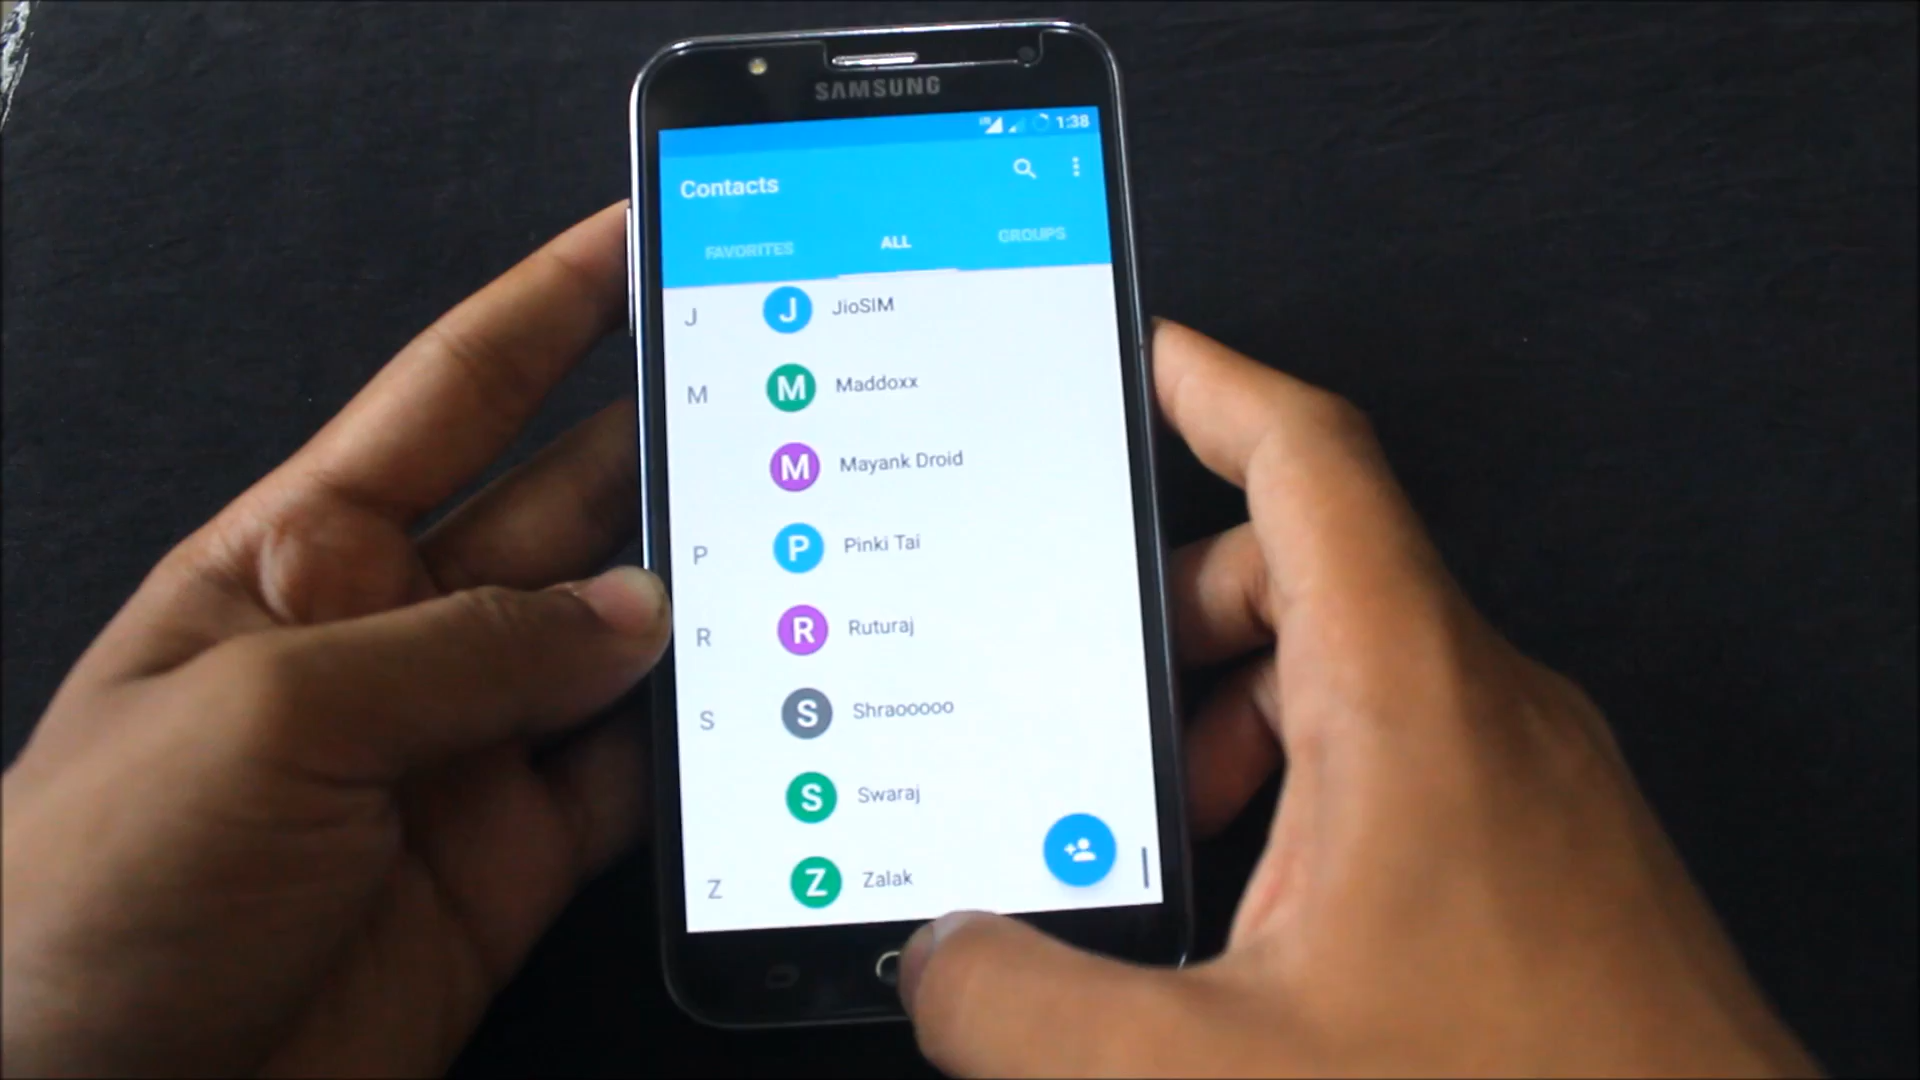 SAMSUNG
1:38
Contacts
FAVORITES ALL GROUPS
J J JioSIM
M M Maddoxx
M Mayank Droid
P P Pinki Tai
R R Ruturaj
S S Shraooooo
S Swaraj
Z Z Zalak